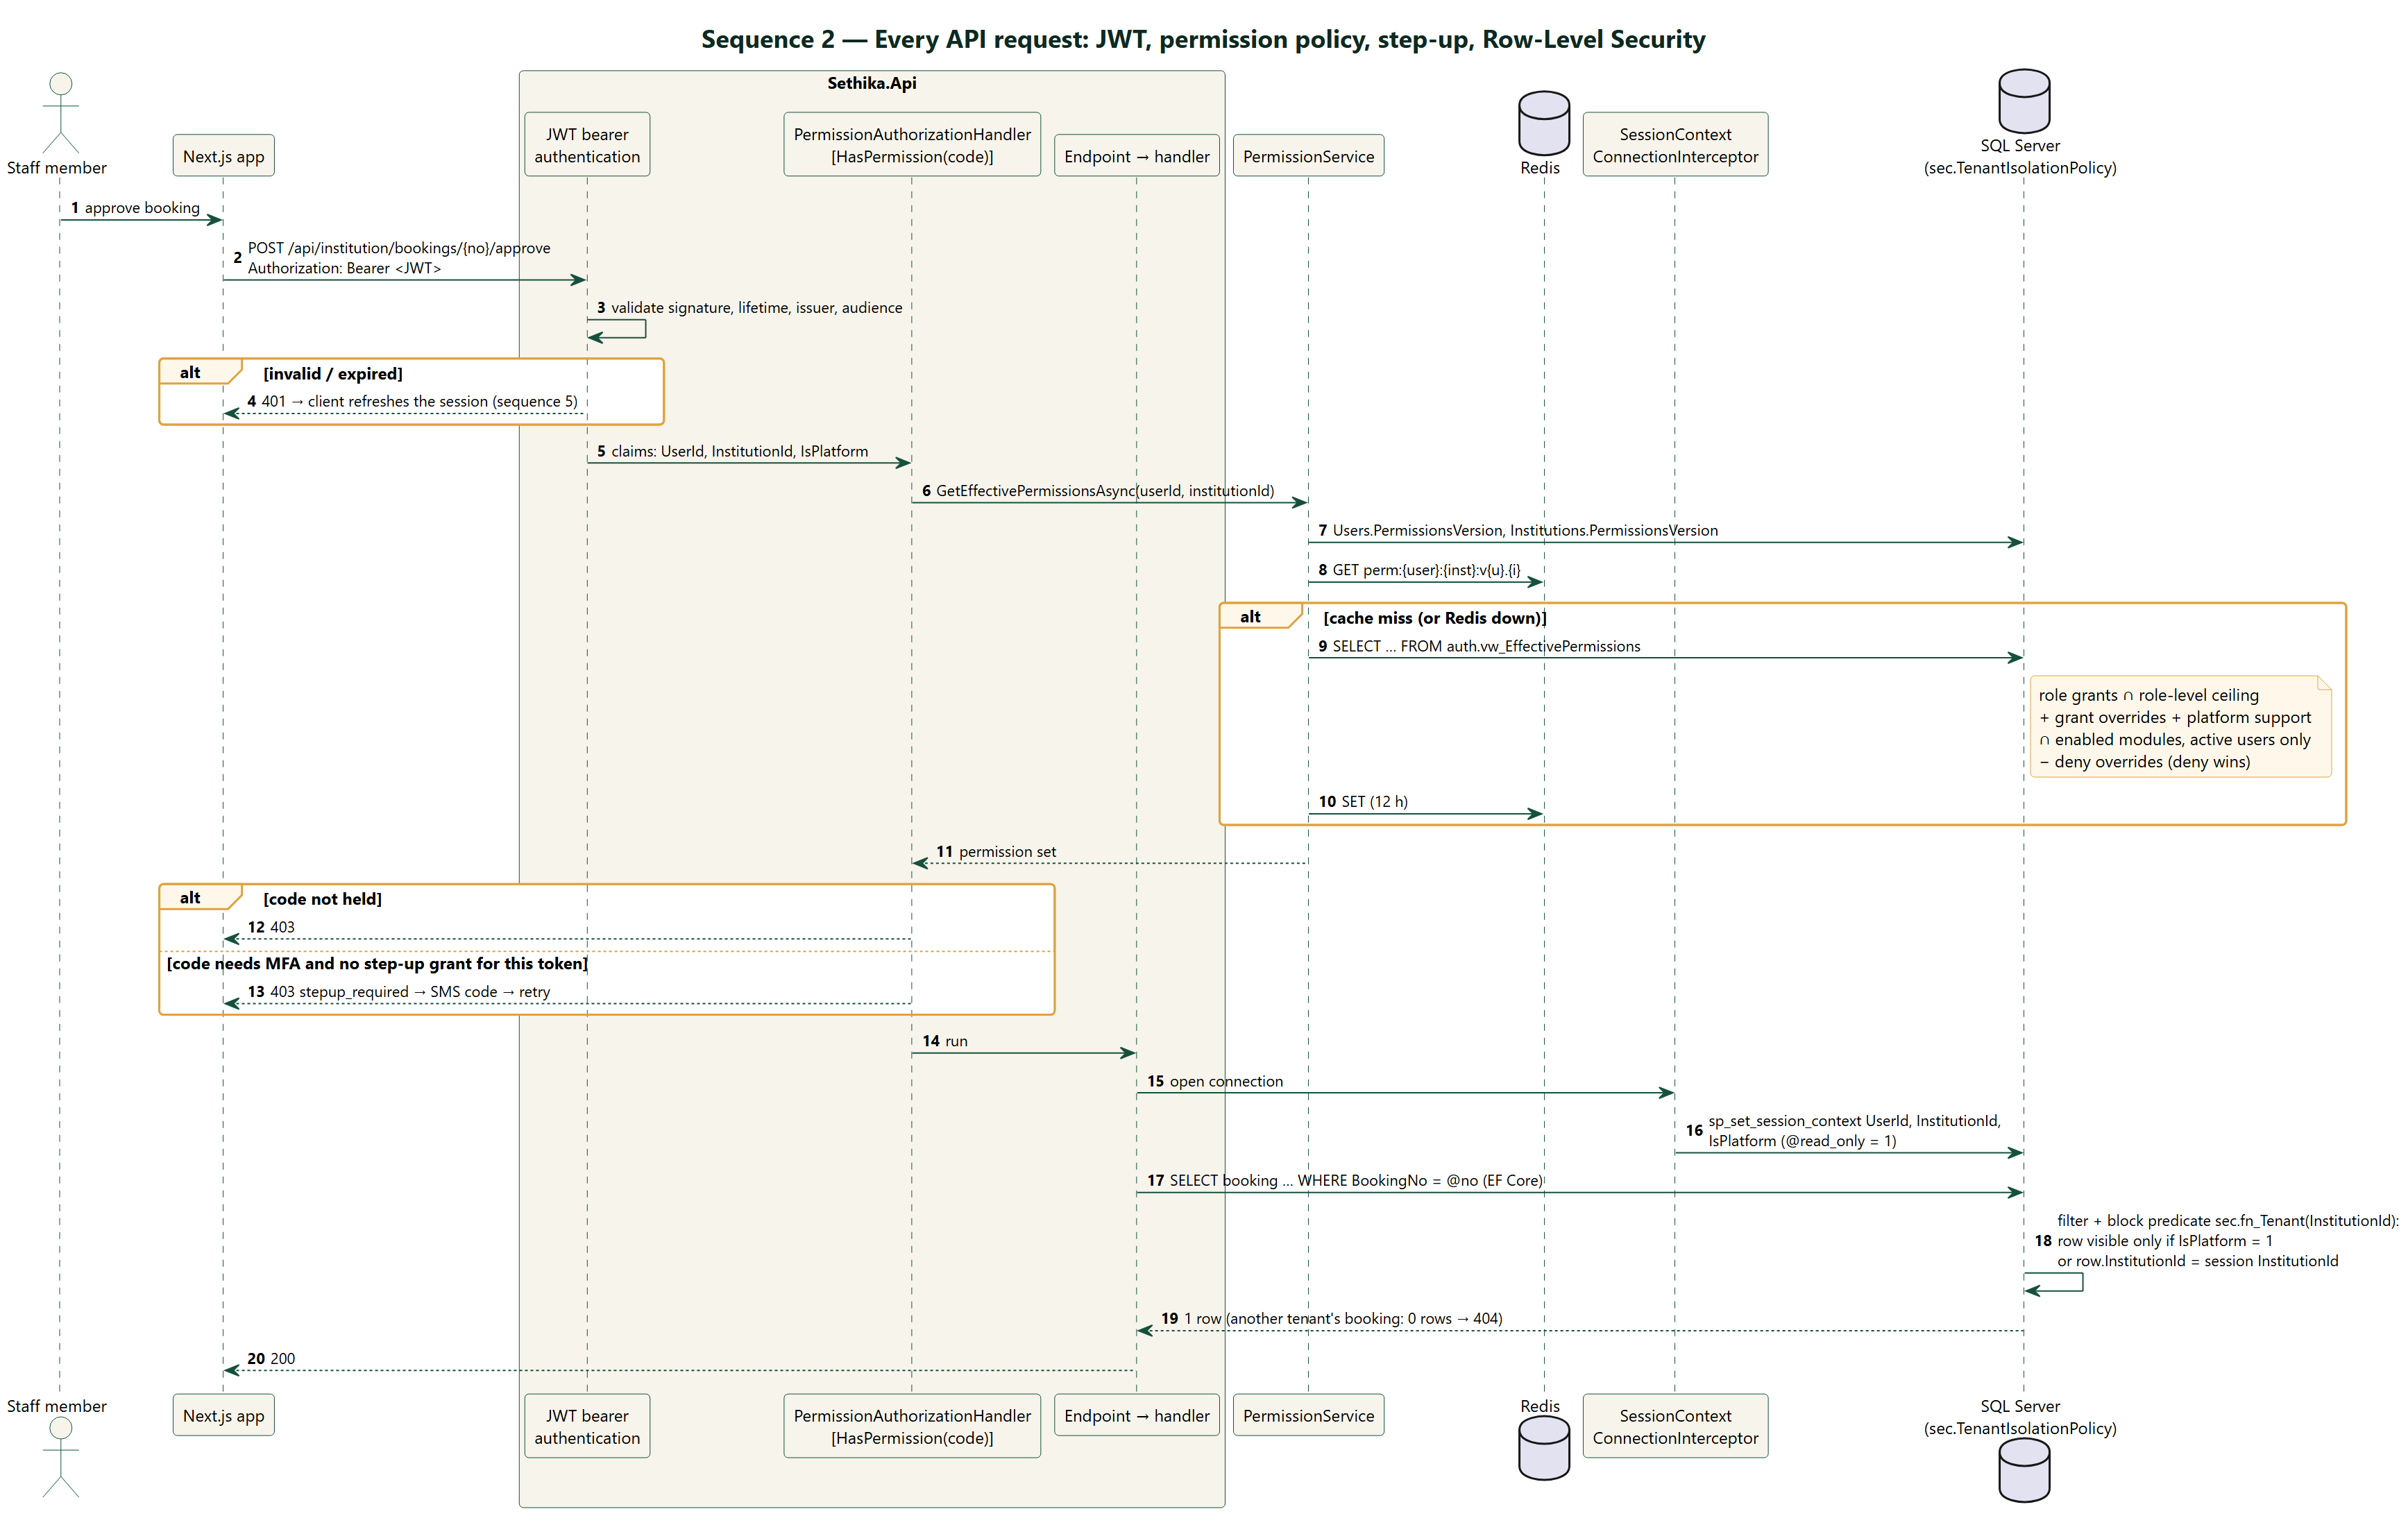 Sequence 2 — Every API request: JWT, permission policy, step-up, Row-Level Security
Sethika.Api
Staff member
Next.js app
JWT bearer
authentication
PermissionAuthorizationHandler
[HasPermission(code)]
Endpoint → handler
PermissionService
Redis
SessionContext
ConnectionInterceptor
SQL Server
(sec.TenantIsolationPolicy)
1 approve booking
2 POST /api/institution/bookings/{no}/approve
Authorization: Bearer <JWT>
3 validate signature, lifetime, issuer, audience
alt [invalid / expired]
4 401 → client refreshes the session (sequence 5)
5 claims: UserId, InstitutionId, IsPlatform
6 GetEffectivePermissionsAsync(userId, institutionId)
7 Users.PermissionsVersion, Institutions.PermissionsVersion
8 GET perm:{user}:{inst}:v{u}.{i}
alt [cache miss (or Redis down)]
9 SELECT ... FROM auth.vw_EffectivePermissions
role grants ∩ role-level ceiling
+ grant overrides + platform support
∩ enabled modules, active users only
− deny overrides (deny wins)
10 SET (12 h)
11 permission set
alt [code not held]
12 403
[code needs MFA and no step-up grant for this token]
13 403 stepup_required → SMS code → retry
14 run
15 open connection
16 sp_set_session_context UserId, InstitutionId,
IsPlatform (@read_only = 1)
17 SELECT booking ... WHERE BookingNo = @no (EF Core)
filter + block predicate sec.fn_Tenant(InstitutionId):
18 row visible only if IsPlatform = 1
or row.InstitutionId = session InstitutionId
19 1 row (another tenant's booking: 0 rows → 404)
20 200
Staff member
Next.js app
JWT bearer
authentication
PermissionAuthorizationHandler
[HasPermission(code)]
Endpoint → handler
PermissionService
Redis
SessionContext
ConnectionInterceptor
SQL Server
(sec.TenantIsolationPolicy)